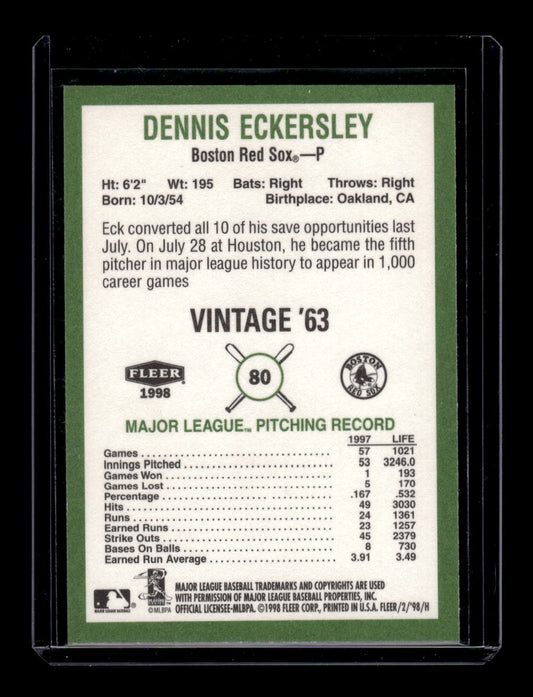 DENNIS ECKERSLEY
Boston Red Sox®—P
Ht: 6'2" Wt: 195 Bats: Right Throws: Right
Born: 10/3/54 Birthplace: Oakland, CA
Eck converted all 10 of his save opportunities last
July. On July 28 at Houston, he became the fifth
pitcher in major league history to appear in 1,000
career games
VINTAGE '63
FLEER
1998
80
BOSTON
RED SOX
MAJOR LEAGUE™ PITCHING RECORD
1997 LIFE
Games 57 1021
Innings Pitched 53 3246.0
Games Won 1 193
Games Lost 5 170
Percentage .167 .532
Hits 49 3030
Runs 24 1361
Earned Runs 23 1257
Strike Outs 45 2379
Bases On Balls 8 730
Earned Run Average 3.91 3.49
MAJOR LEAGUE BASEBALL
©MLBPA
MAJOR LEAGUE BASEBALL TRADEMARKS AND COPYRIGHTS ARE USED
WITH PERMISSION OF MAJOR LEAGUE BASEBALL PROPERTIES, INC.
OFFICIAL LICENSEE-MLBPA. ©1998 FLEER CORP., PRINTED IN U.S.A. FLEER/2/'98/H